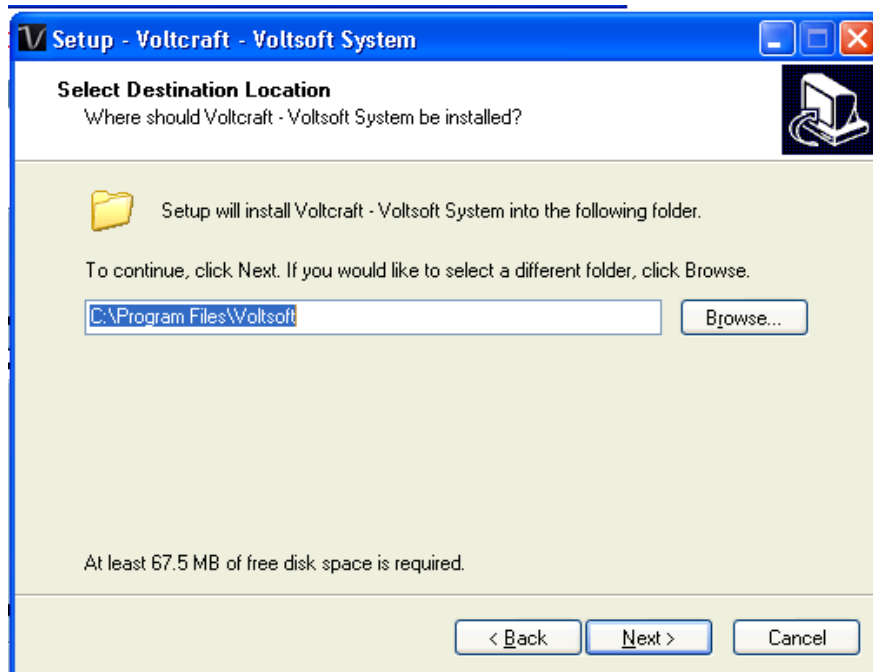 Setup - Voltcraft - Voltsoft System
Select Destination Location
Where should Voltcraft - Voltsoft System be installed?
Setup will install Voltcraft - Voltsoft System into the following folder.
To continue, click Next. If you would like to select a different folder, click Browse.
C:\Program Files\Voltsoft
Browse...
At least 67.5 MB of free disk space is required.
< Back
Next >
Cancel